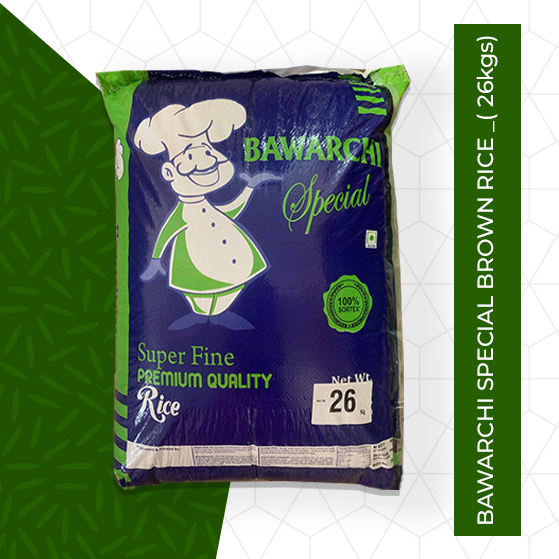 BAWARCHI
Special
100%
SORTEX
Super Fine
PREMIUM QUALITY
Rice
Net Wt.
26
Kg
BAWARCHI SPECIAL BROWN RICE _( 26kgs)